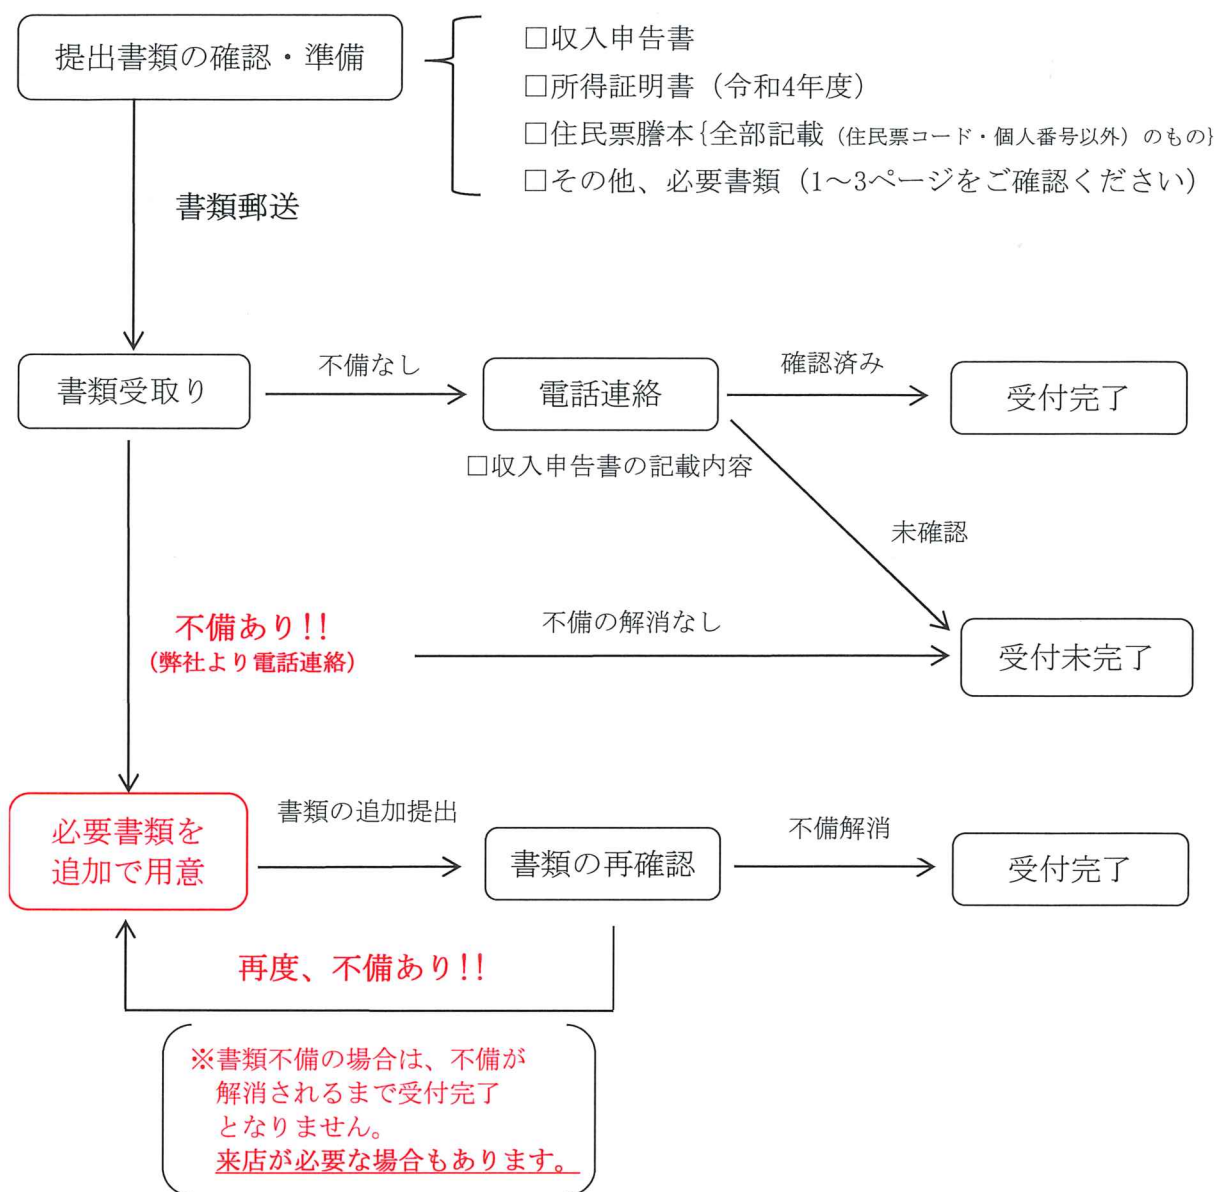 提出書類の確認・準備
□収入申告書
□所得証明書（令和4年度）
□住民票謄本{全部記載（住民票コード・個人番号以外）のもの}
□その他、必要書類（1～3ページをご確認ください）
書類郵送
書類受取り
不備なし
電話連絡
確認済み
受付完了
□収入申告書の記載内容
未確認
不備あり!!
（弊社より電話連絡）
不備の解消なし
受付未完了
必要書類を
追加で用意
書類の追加提出
書類の再確認
不備解消
受付完了
再度、不備あり!!
※書類不備の場合は、不備が
解消されるまで受付完了
となりません。
来店が必要な場合もあります。